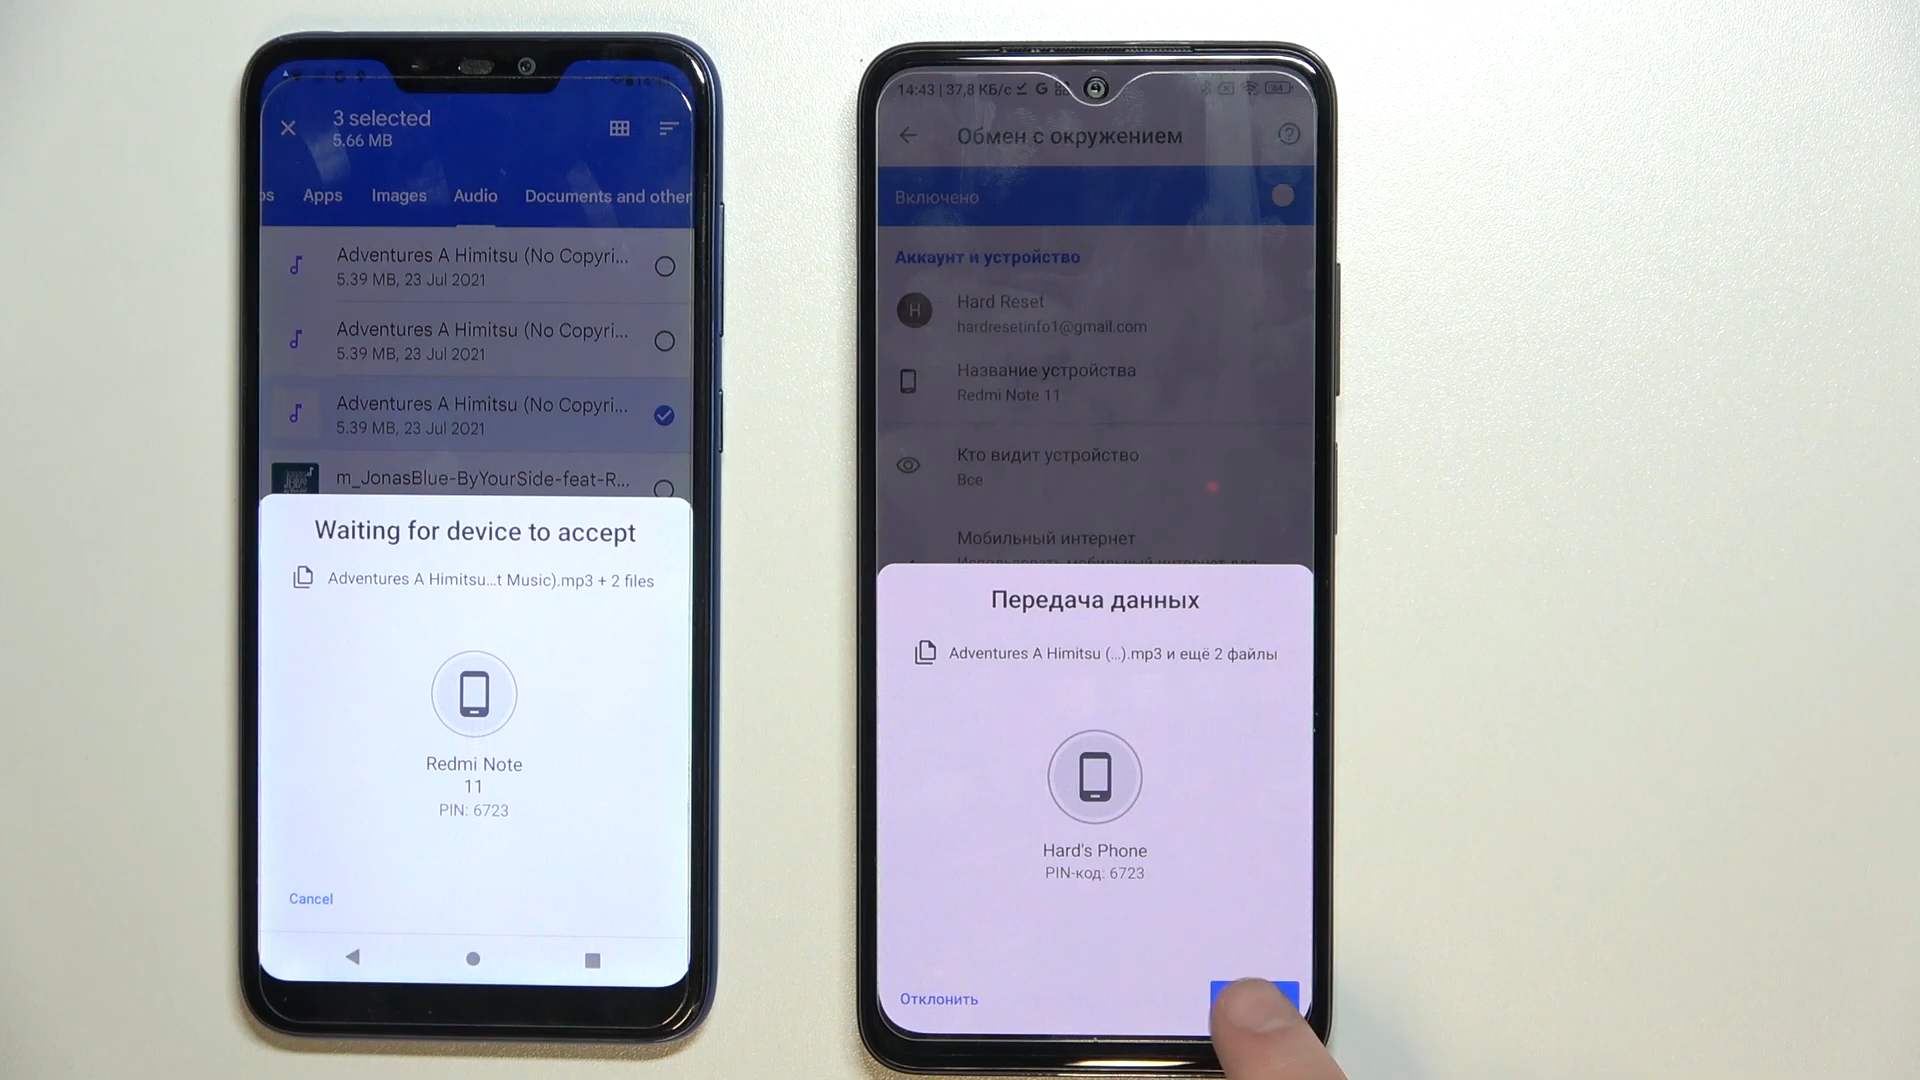 3 selected
5.66 MB
Apps Images Audio Documents and other
Adventures A Himitsu (No Copyri...
5.39 MB, 23 Jul 2021
Adventures A Himitsu (No Copyri...
5.39 MB, 23 Jul 2021
Adventures A Himitsu (No Copyri...
5.39 MB, 23 Jul 2021
m_JonasBlue-ByYourSide-feat-R...
Waiting for device to accept
Adventures A Himitsu...t Music).mp3 + 2 files
Redmi Note
11
PIN: 6723
Cancel
14:43 | 37,8 КБ/с G 64
Обмен с окружением
Включено
Аккаунт и устройство
H
Hard Reset
hardresetinfo1@gmail.com
Название устройства
Redmi Note 11
Кто видит устройство
Все
Мобильный интернет
Передача данных
Adventures A Himitsu (...).mp3 и ещё 2 файлы
Hard's Phone
PIN-код: 6723
Отклонить